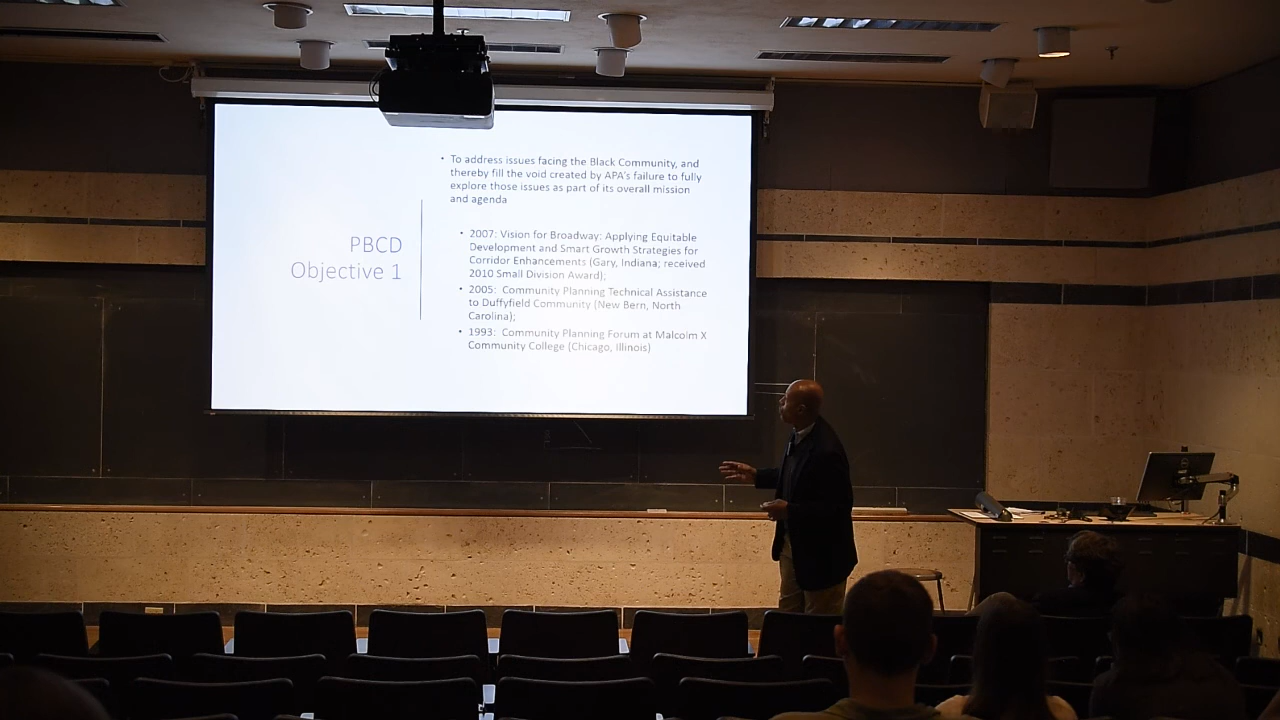 PBCD
Objective 1
• To address issues facing the Black Community, and
thereby fill the void created by APA's failure to fully
explore those issues as part of its overall mission
and agenda
• 2007: Vision for Broadway: Applying Equitable
Development and Smart Growth Strategies for
Corridor Enhancements (Gary, Indiana; received
2010 Small Division Award);
• 2005: Community Planning Technical Assistance
to Duffyfield Community (New Bern, North
Carolina);
• 1993: Community Planning Forum at Malcolm X
Community College (Chicago, Illinois)